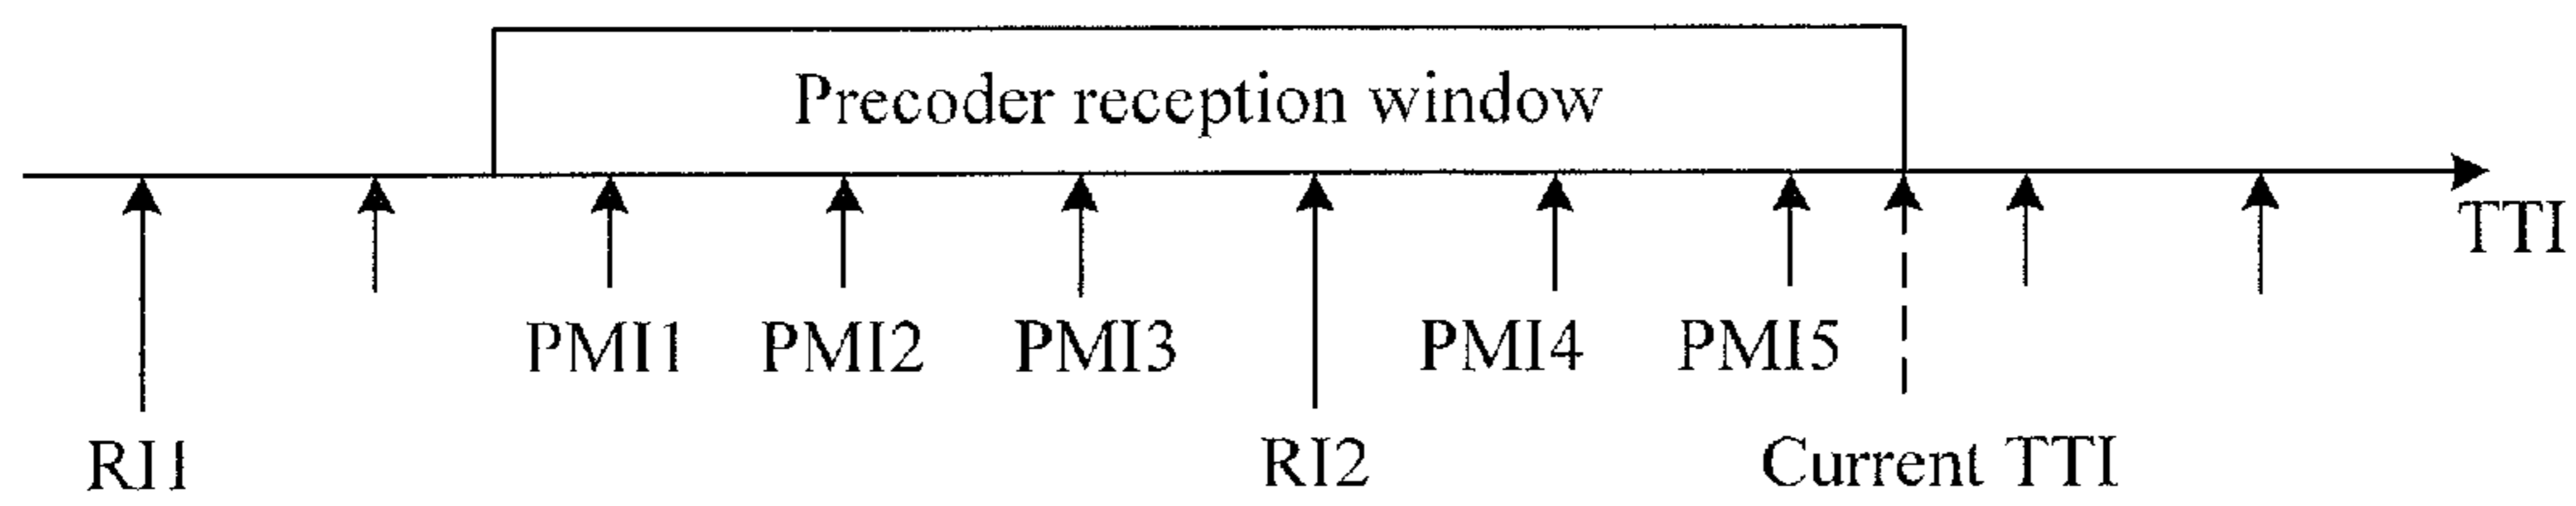 Precoder reception window
TTI
PMI1 PMI2 PMI3 PMI4 PMI5
RI1 RI2 Current TTI